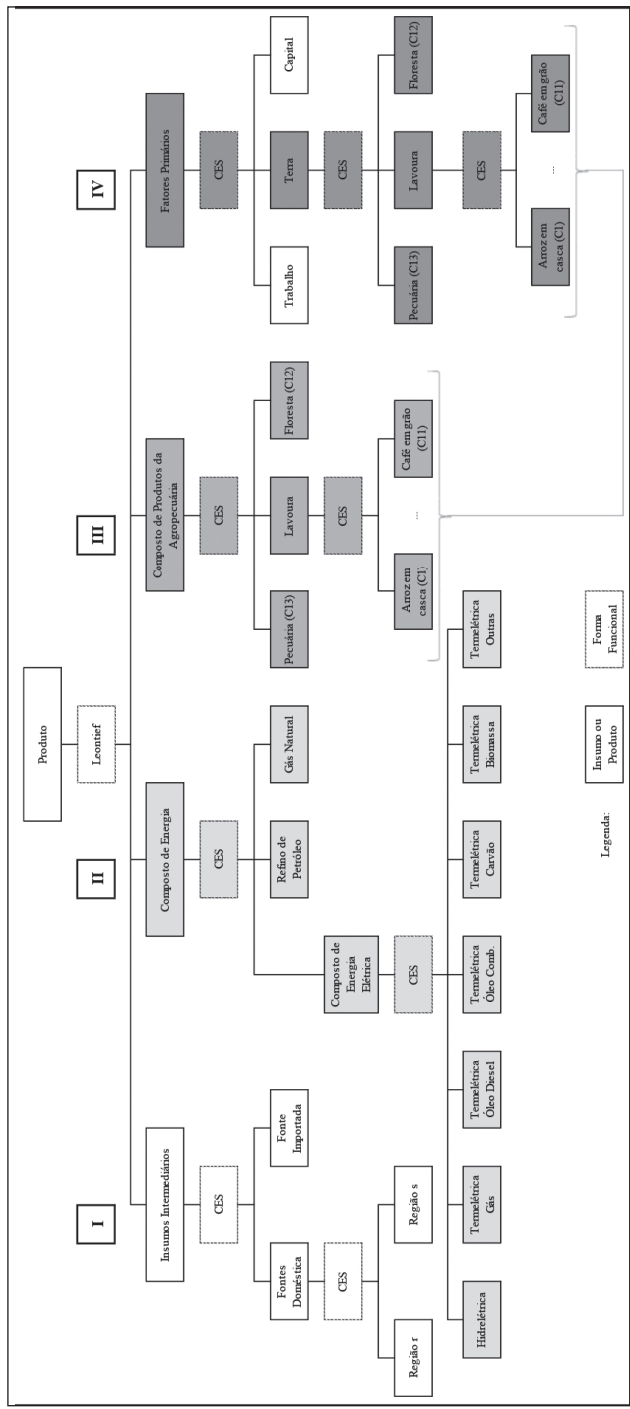 Produto
Leontief
I
II
III
IV
Insumos Intermediários
Composto de Energia
Composto de Produtos da
Agropecuária
Fatores Primários
CES
CES
CES
CES
Fontes
Doméstica
Fonte
Importada
Refino de
Petróleo
Gás Natural
Pecuária (C13)
Lavoura
Floresta (C12)
Trabalho
Terra
Capital
CES
Composto de
Energia
Elétrica
CES
CES
Região r
Região s
CES
Arroz em
casca (C1)
...
Café em grão
(C11)
Pecuária (C13)
Lavoura
Floresta (C12)
Hidrelétrica
Termelétrica
Gás
Termelétrica
Óleo Diesel
Termelétrica
Óleo Comb.
Termelétrica
Carvão
Termelétrica
Biomassa
Termelétrica
Outras
CES
Arroz em
casca (C1)
...
Café em grão
(C11)
Legenda:
Insumo ou
Produto
Forma
Funcional